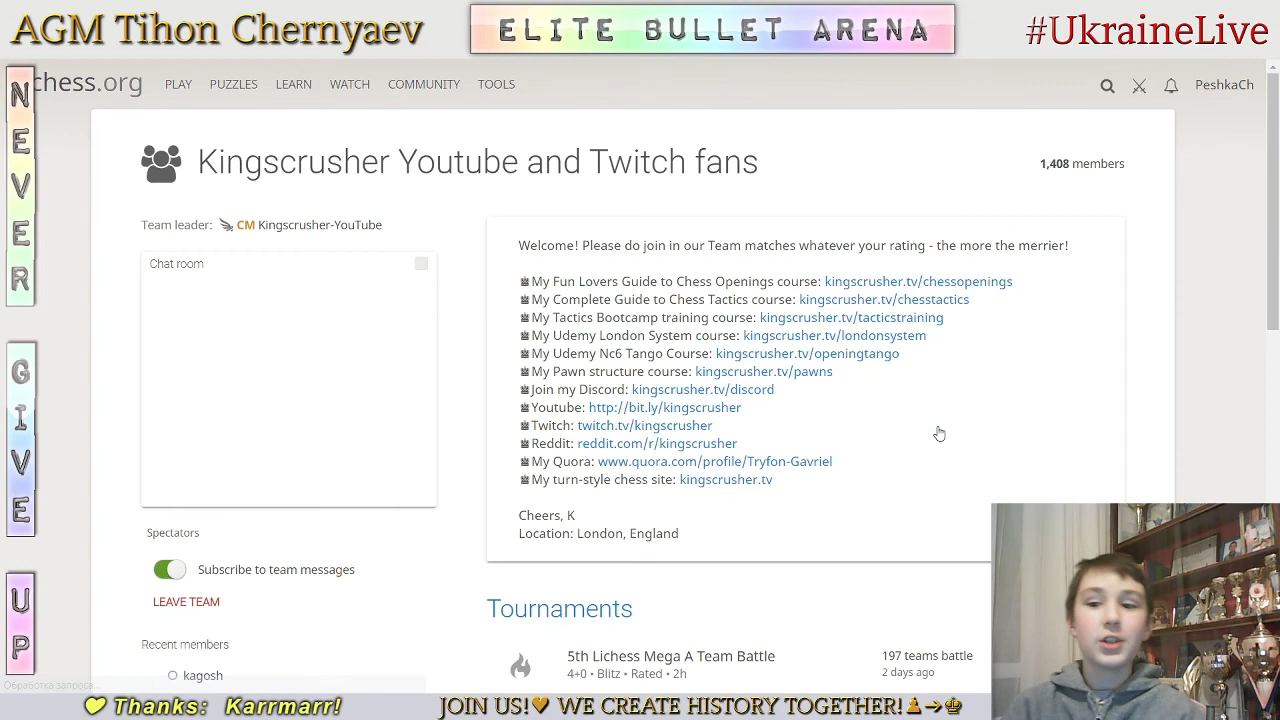 AGM Tihon Chernyaev
ELITE BULLET ARENA
#UkraineLive
chess.org
PLAY
PUZZLES
LEARN
WATCH
COMMUNITY
TOOLS
PeshkaCh
NEVER
GIVE
UP
Kingscrusher Youtube and Twitch fans
1,408 members
Team leader: CM Kingscrusher-YouTube
Chat room
Welcome! Please do join in our Team matches whatever your rating - the more the merrier!
My Fun Lovers Guide to Chess Openings course: kingscrusher.tv/chessopenings
My Complete Guide to Chess Tactics course: kingscrusher.tv/chesstactics
My Tactics Bootcamp training course: kingscrusher.tv/tacticstraining
My Udemy London System course: kingscrusher.tv/londonsystem
My Udemy Nc6 Tango Course: kingscrusher.tv/openingtango
My Pawn structure course: kingscrusher.tv/pawns
Join my Discord: kingscrusher.tv/discord
Youtube: http://bit.ly/kingscrusher
Twitch: twitch.tv/kingscrusher
Reddit: reddit.com/r/kingscrusher
My Quora: www.quora.com/profile/Tryfon-Gavriel
My turn-style chess site: kingscrusher.tv
Cheers, K
Location: London, England
Spectators
Subscribe to team messages
LEAVE TEAM
Recent members
kagosh
Tournaments
5th Lichess Mega A Team Battle
4+0 • Blitz • Rated • 2h
197 teams battle
2 days ago
Обработка запроса...
Thanks: Karrmarr!
JOIN US! WE CREATE HISTORY TOGETHER!